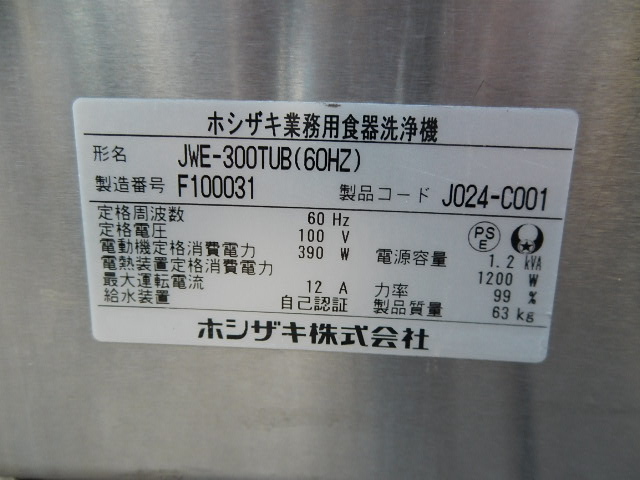 ホシザキ業務用食器洗浄機
形名 JWE-300TUB(60HZ)
製造番号 F100031 製品コード J024-C001
定格周波数 60 Hz
定格電圧 100 V
電動機定格消費電力 390 W 電源容量 1.2 kVA
電熱装置定格消費電力 1200 W
最大運転電流 12 A 力率 99 %
給水装置 自己認証 製品質量 63 kg
PS
E
ホシザキ株式会社